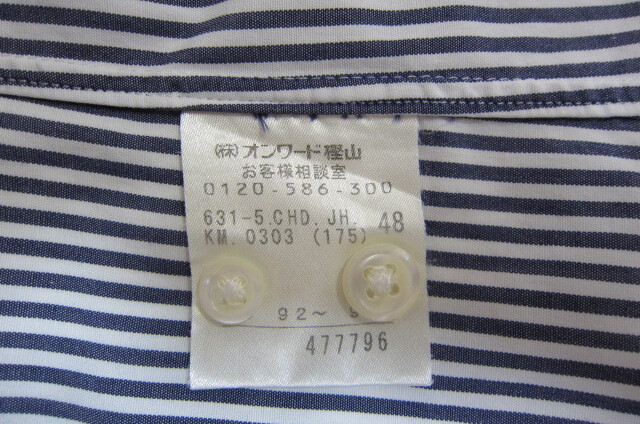 （株）オンワード樫山
お客様相談室
0120-586-300
631-5.CHD.JH. 48
KM. 0303 (175)
92～
477796